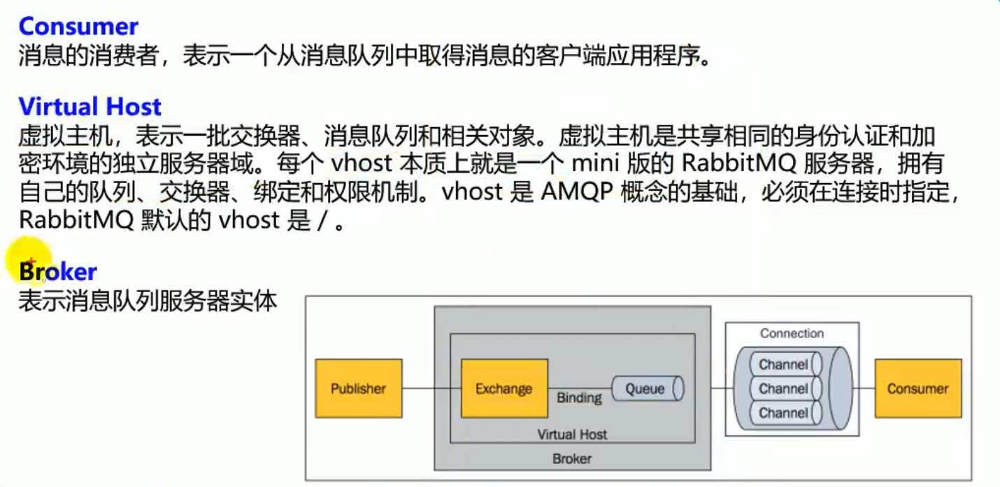 Consumer
消息的消费者，表示一个从消息队列中取得消息的客户端应用程序。
Virtual Host
虚拟主机，表示一批交换器、消息队列和相关对象。虚拟主机是共享相同的身份认证和加
密环境的独立服务器域。每个 vhost 本质上就是一个 mini 版的 RabbitMQ 服务器，拥有
自己的队列、交换器、绑定和权限机制。vhost 是 AMQP 概念的基础，必须在连接时指定，
RabbitMQ 默认的 vhost 是 / 。
Broker
表示消息队列服务器实体
Connection
Channel
Publisher
Exchange
Binding
Queue
Channel
Consumer
Channel
Virtual Host
Broker